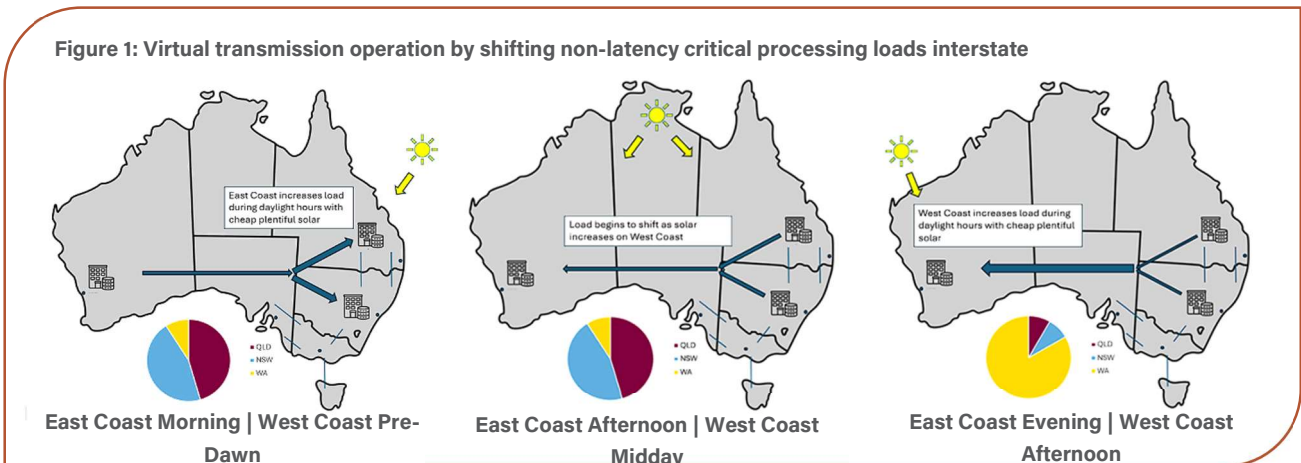 Figure 1: Virtual transmission operation by shifting non-latency critical processing loads interstate
East Coast increases load
during daylight hours with
cheap plentiful solar
QLD
NSW
WA
East Coast Morning | West Coast Pre-
Dawn
Load begins to shift as solar
increases on West Coast
QLD
NSW
WA
East Coast Afternoon | West Coast
Midday
West Coast increases load during
daylight hours with cheap plentiful
solar
QLD
NSW
WA
East Coast Evening | West Coast
Afternoon